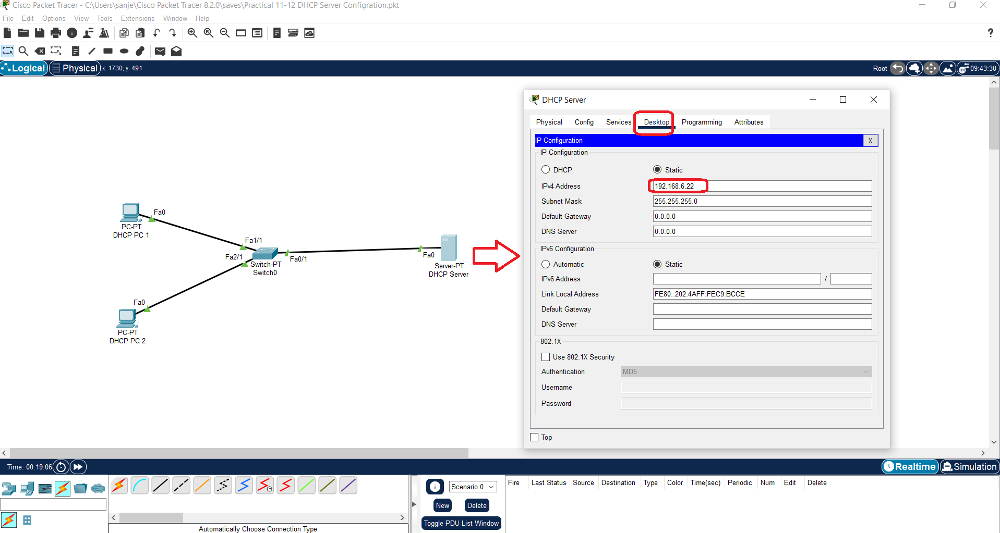 Cisco Packet Tracer - C:\Users\sanje\Cisco Packet Tracer 8.2.0\saves\Practical 11-12 DHCP Server Configration.pkt
File Edit Options View Tools Extensions Window Help
Logical Physical x: 1730, y: 491 Root 09:43:30
DHCP Server
Physical Config Services Desktop Programming Attributes
IP Configuration X
IP Configuration
DHCP Static
IPv4 Address 192.168.6.22
Subnet Mask 255.255.255.0
Default Gateway 0.0.0.0
DNS Server 0.0.0.0
IPv6 Configuration
Automatic Static
IPv6 Address /
Link Local Address FE80::202:4AFF:FEC9:BCCE
Default Gateway
DNS Server
802.1X
Use 802.1X Security
Authentication MD5
Username
Password
Top
Fa0
PC-PT
DHCP PC 1
Fa1/1
Fa2/1
Fa0/1
Switch-PT
Switch0
Fa0
Server-PT
DHCP Server
Fa0
PC-PT
DHCP PC 2
Time: 00:19:06 Realtime Simulation
Scenario 0
New Delete
Toggle PDU List Window
Fire Last Status Source Destination Type Color Time(sec) Periodic Num Edit Delete
Automatically Choose Connection Type